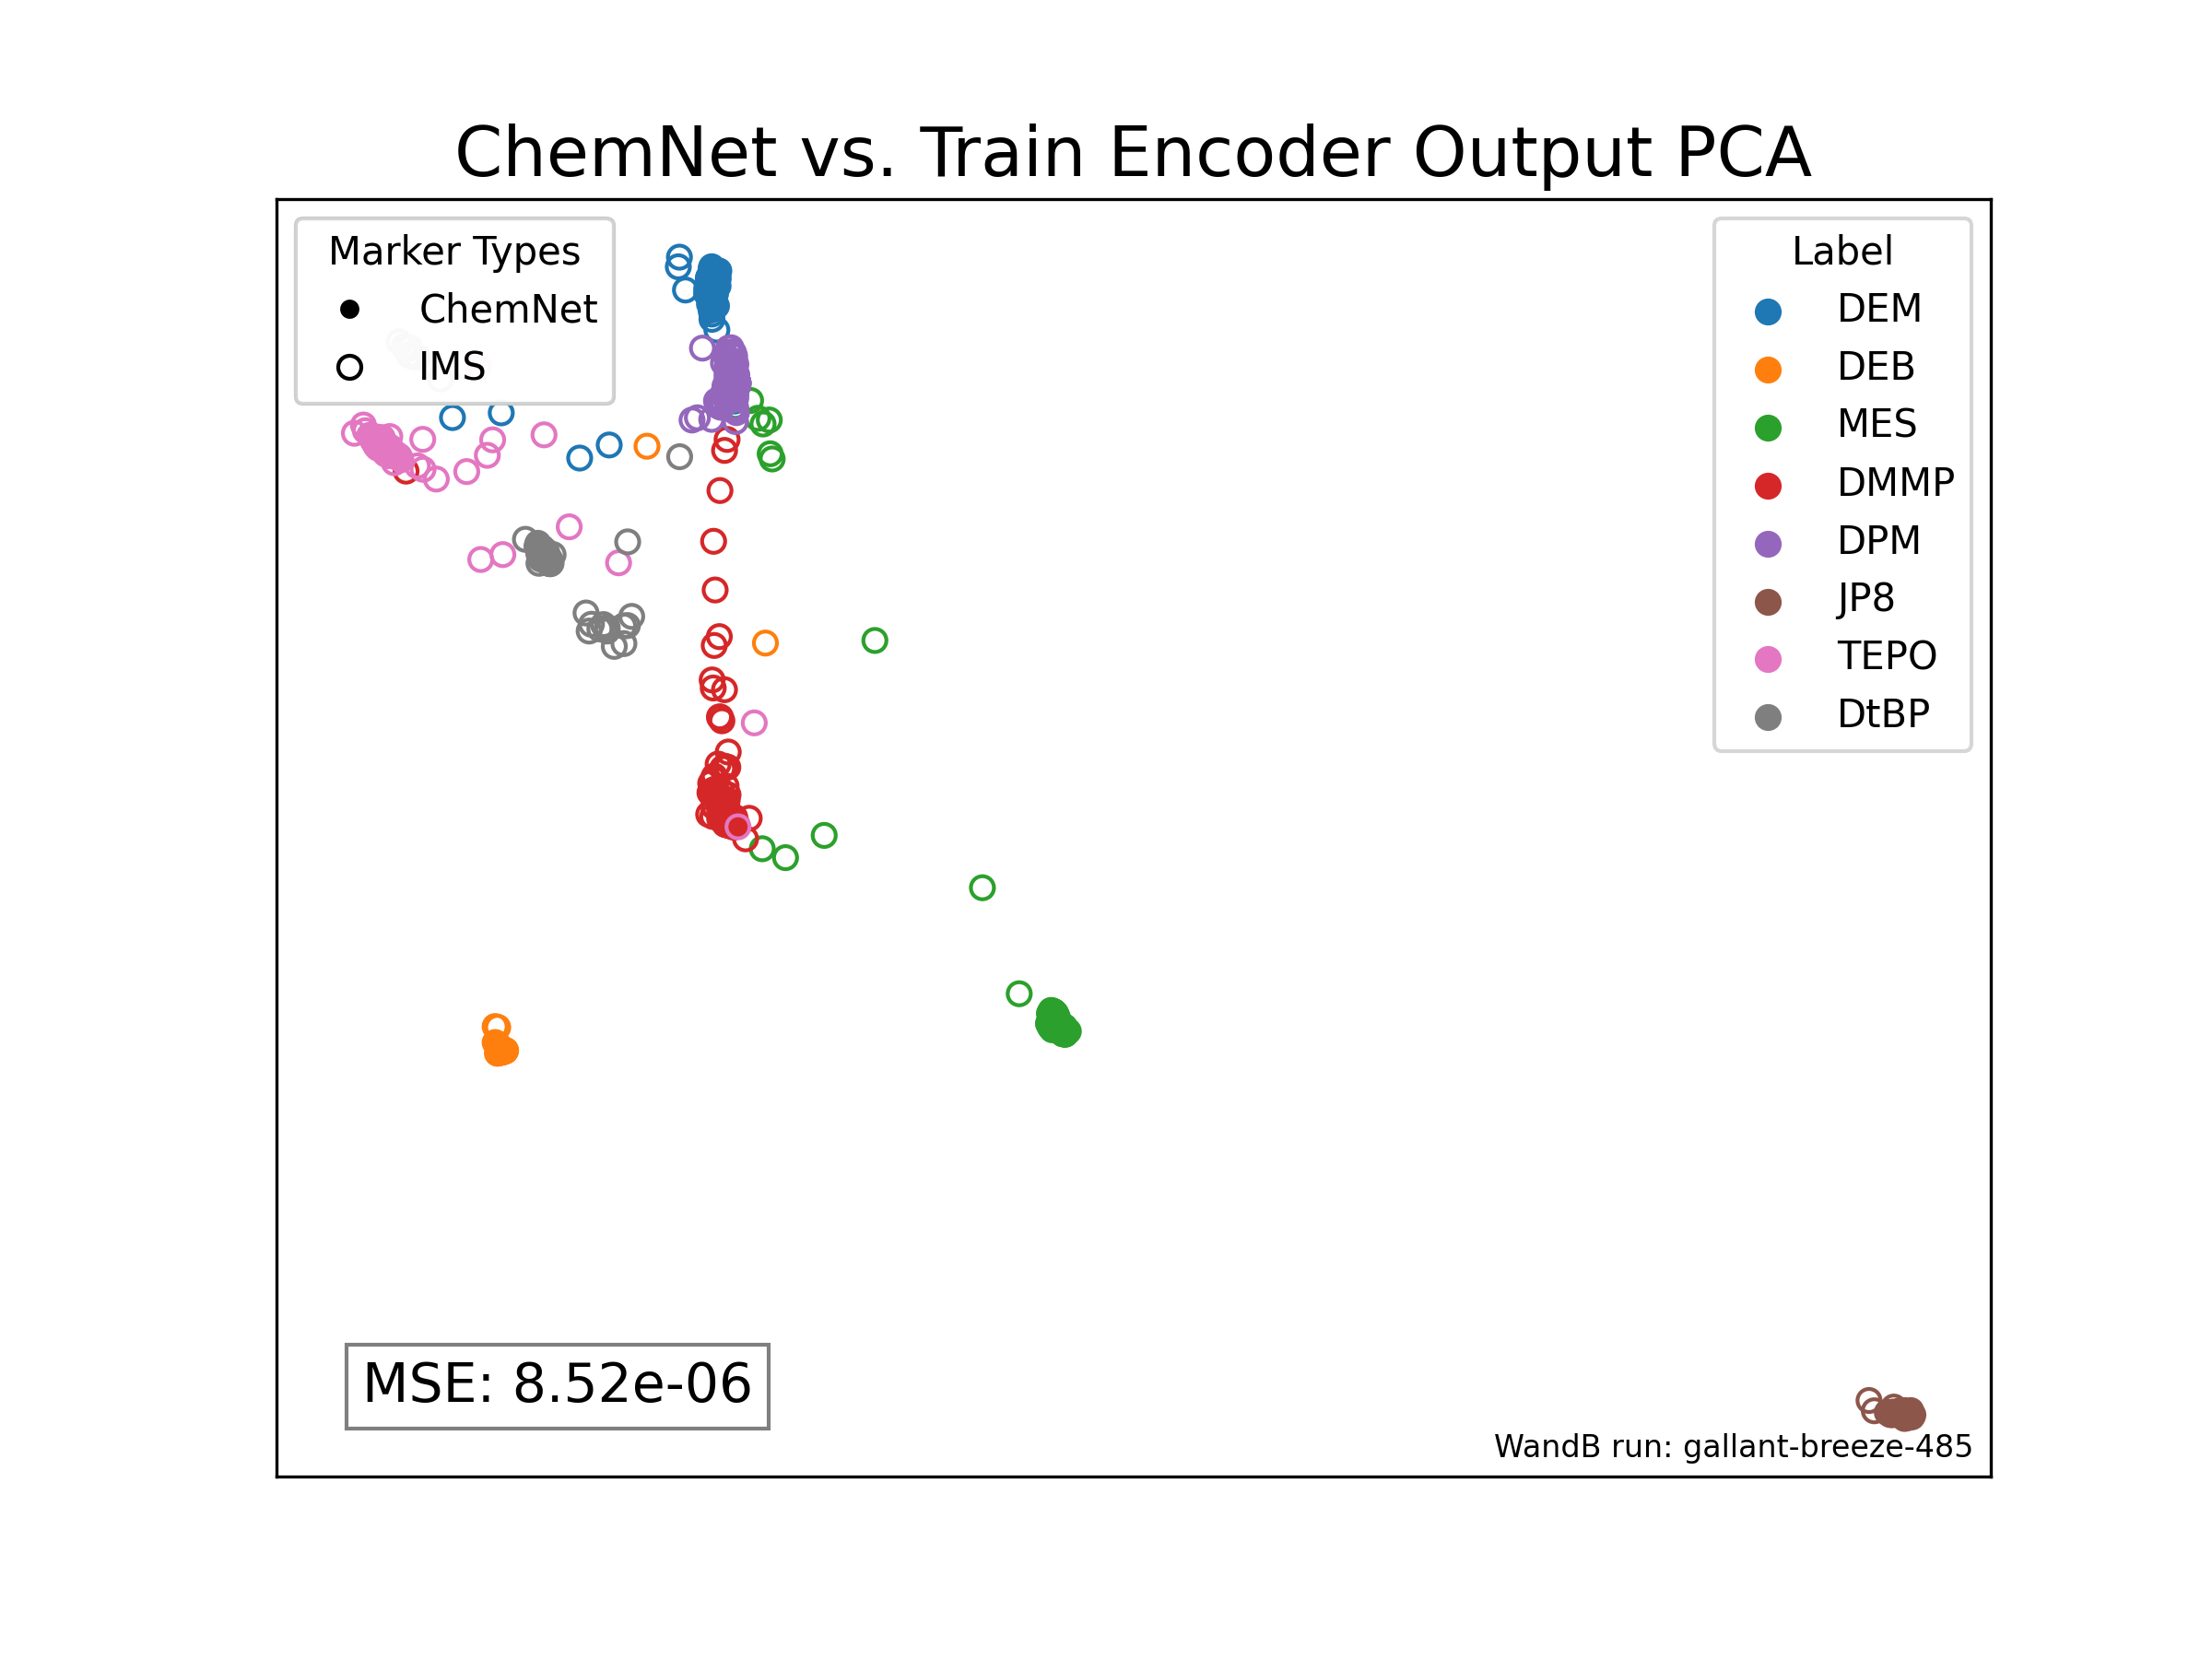 ChemNet vs. Train Encoder Output PCA
Marker Types
ChemNet
IMS
Label
DEM
DEB
MES
DMMP
DPM
JP8
TEPO
DtBP
MSE: 8.52e-06
WandB run: gallant-breeze-485